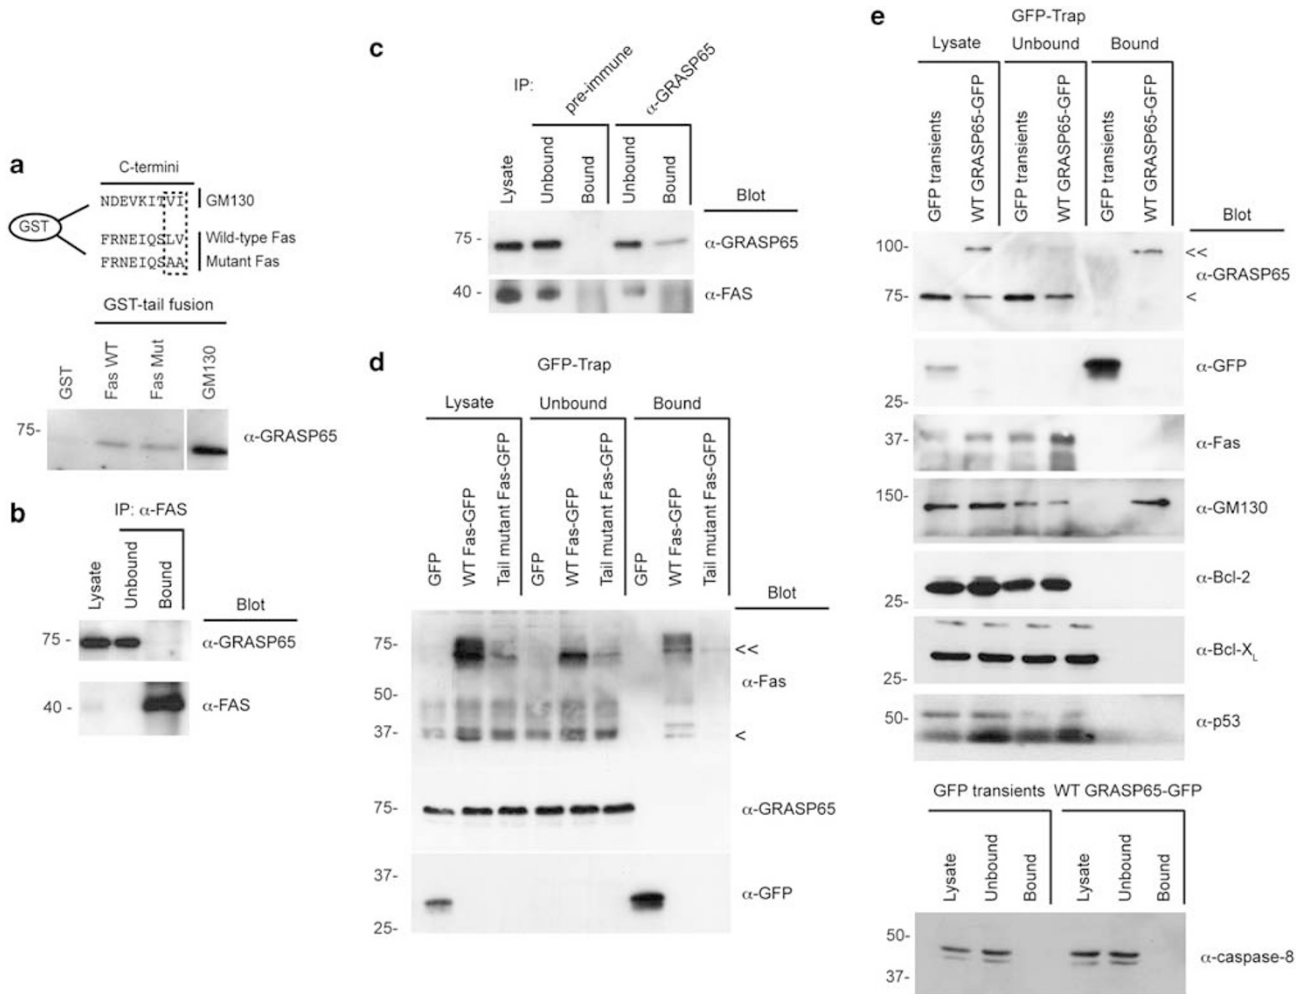 a
C-termini
NDEVKITVI GM130
GST
FRNEIQSLV Wild-type Fas
FRNEIQSAA Mutant Fas
GST-tail fusion
GST
Fas WT
Fas Mut
GM130
75-
α-GRASP65
b
IP: α-FAS
Lysate
Unbound
Bound
Blot
75 -
α-GRASP65
40 -
α-FAS
c
IP:
pre-immune
α-GRASP65
Lysate
Unbound
Bound
Unbound
Bound
Blot
75 -
α-GRASP65
40 -
α-FAS
d
GFP-Trap
Lysate Unbound Bound
GFP
WT Fas-GFP
Tail mutant Fas-GFP
GFP
WT Fas-GFP
Tail mutant Fas-GFP
GFP
WT Fas-GFP
Tail mutant Fas-GFP
Blot
75-
<<
α-Fas
50-
37-
<
75-
α-GRASP65
37-
α-GFP
25-
e
GFP-Trap
Lysate Unbound Bound
GFP transients
WT GRASP65-GFP
GFP transients
WT GRASP65-GFP
GFP transients
WT GRASP65-GFP
Blot
100-
<<
α-GRASP65
75-
<
α-GFP
25-
37-
α-Fas
150-
α-GM130
α-Bcl-2
25-
α-Bcl-XL
25-
50-
α-p53
GFP transients WT GRASP65-GFP
Lysate
Unbound
Bound
Lysate
Unbound
Bound
50-
α-caspase-8
37-